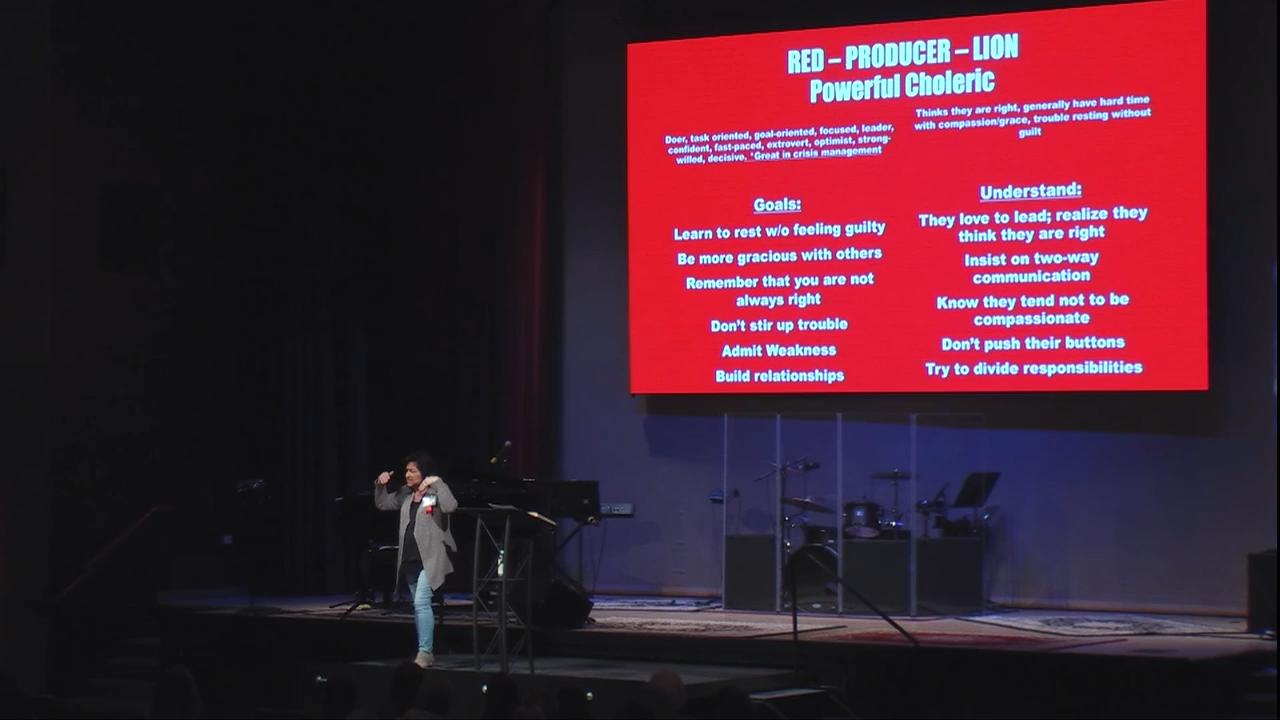 RED – PRODUCER – LION
Powerful Choleric
Doer, task oriented, goal-oriented, focused, leader,
confident, fast-paced, extrovert, optimist, strong-
willed, decisive, *Great in crisis management
Goals:
Learn to rest w/o feeling guilty
Be more gracious with others
Remember that you are not
always right
Don't stir up trouble
Admit Weakness
Build relationships
Thinks they are right, generally have hard time
with compassion/grace, trouble resting without
guilt
Understand:
They love to lead; realize they
think they are right
Insist on two-way
communication
Know they tend not to be
compassionate
Don't push their buttons
Try to divide responsibilities